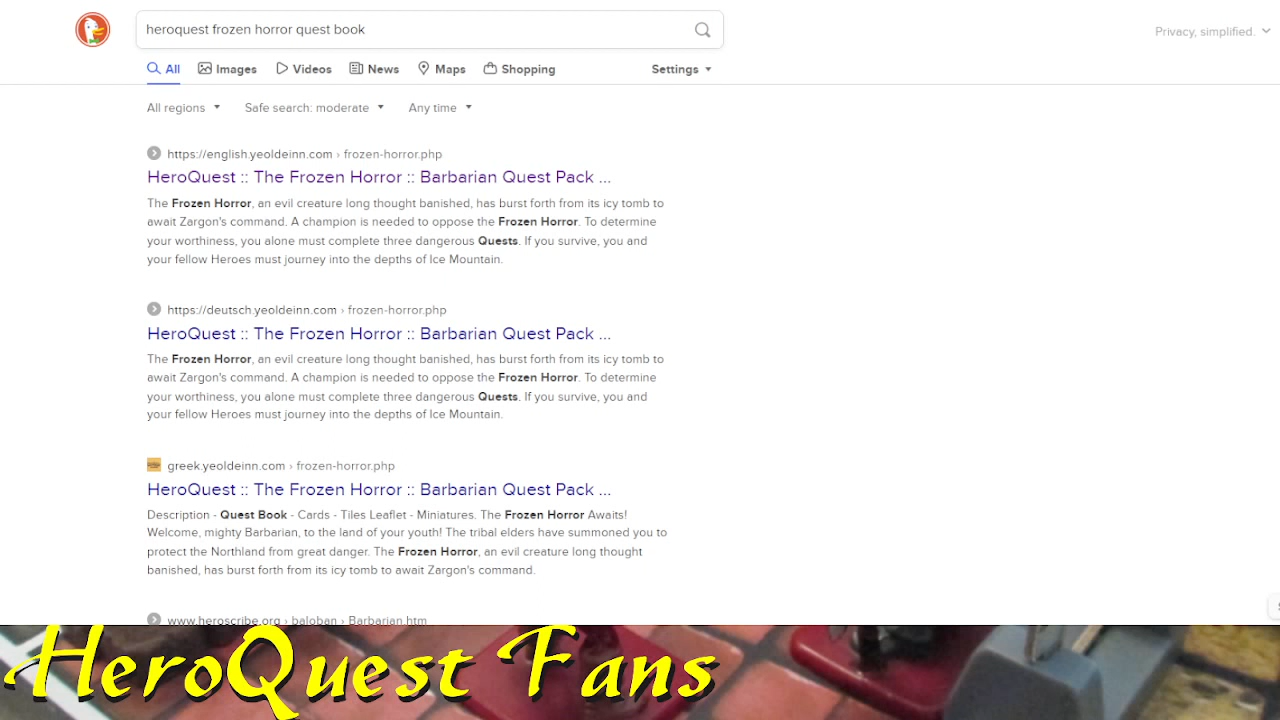 heroquest frozen horror quest book
Privacy, simplified.
All Images Videos News Maps Shopping Settings
All regions Safe search: moderate Any time
https://english.yeoldeinn.com › frozen-horror.php
HeroQuest :: The Frozen Horror :: Barbarian Quest Pack ...
The Frozen Horror, an evil creature long thought banished, has burst forth from its icy tomb to
await Zargon's command. A champion is needed to oppose the Frozen Horror. To determine
your worthiness, you alone must complete three dangerous Quests. If you survive, you and
your fellow Heroes must journey into the depths of Ice Mountain.
https://deutsch.yeoldeinn.com › frozen-horror.php
HeroQuest :: The Frozen Horror :: Barbarian Quest Pack ...
The Frozen Horror, an evil creature long thought banished, has burst forth from its icy tomb to
await Zargon's command. A champion is needed to oppose the Frozen Horror. To determine
your worthiness, you alone must complete three dangerous Quests. If you survive, you and
your fellow Heroes must journey into the depths of Ice Mountain.
greek.yeoldeinn.com › frozen-horror.php
HeroQuest :: The Frozen Horror :: Barbarian Quest Pack ...
Description - Quest Book - Cards - Tiles Leaflet - Miniatures. The Frozen Horror Awaits!
Welcome, mighty Barbarian, to the land of your youth! The tribal elders have summoned you to
protect the Northland from great danger. The Frozen Horror, an evil creature long thought
banished, has burst forth from its icy tomb to await Zargon's command.
www.heroscribe.org › baloban › Barbarian.htm
HeroQuest Fans